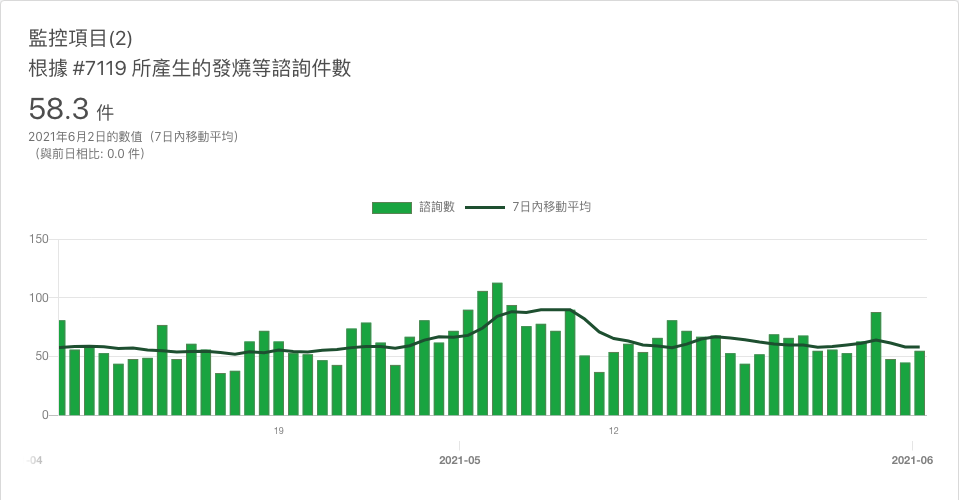 監控項目(2)
根據 #7119 所產生的發燒等諮詢件數
58.3 件
2021年6月2日的數值（7日內移動平均）
（與前日相比: 0.0 件）
諮詢數 7日內移動平均
150
100
50
0
19 12
-04 2021-05 2021-06